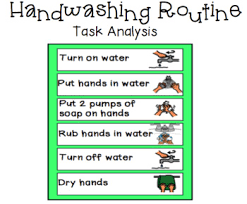 Handwashing Routine
Task Analysis
Turn on water
Put hands in water
Put 2 pumps of
soap on hands
Rub hands in water
Turn off water
Dry hands